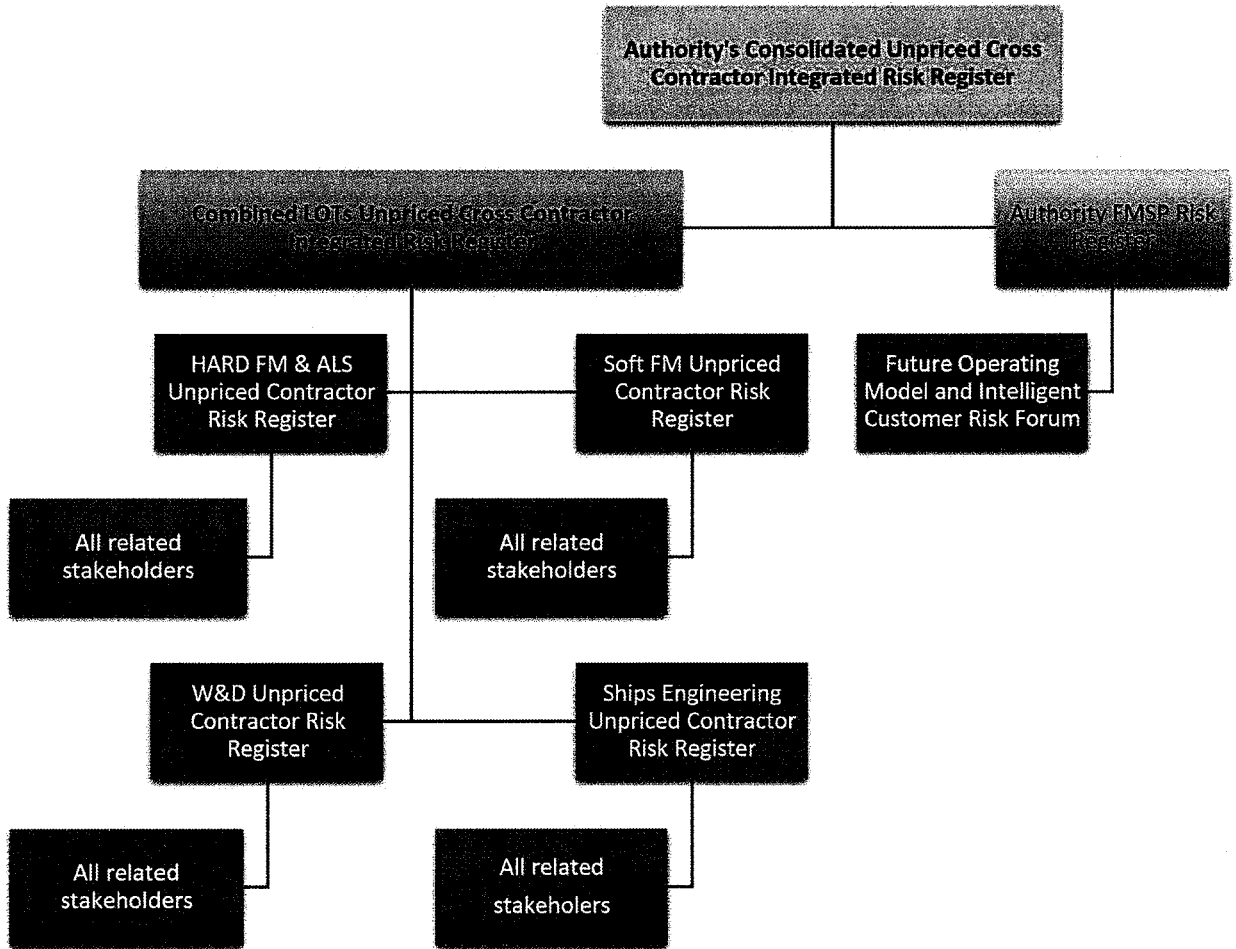 Authority's Consolidated Unpriced Cross
Contractor Integrated Risk Register
Combined LOTs Unpriced Cross Contractor
Integrated Risk Register
Authority FMSP Risk
Register
HARD FM & ALS
Unpriced Contractor
Risk Register
Soft FM Unpriced
Contractor Risk
Register
Future Operating
Model and Intelligent
Customer Risk Forum
All related
stakeholders
All related
stakeholders
W&D Unpriced
Contractor Risk
Register
Ships Engineering
Unpriced Contractor
Risk Register
All related
stakeholders
All related
stakeholers